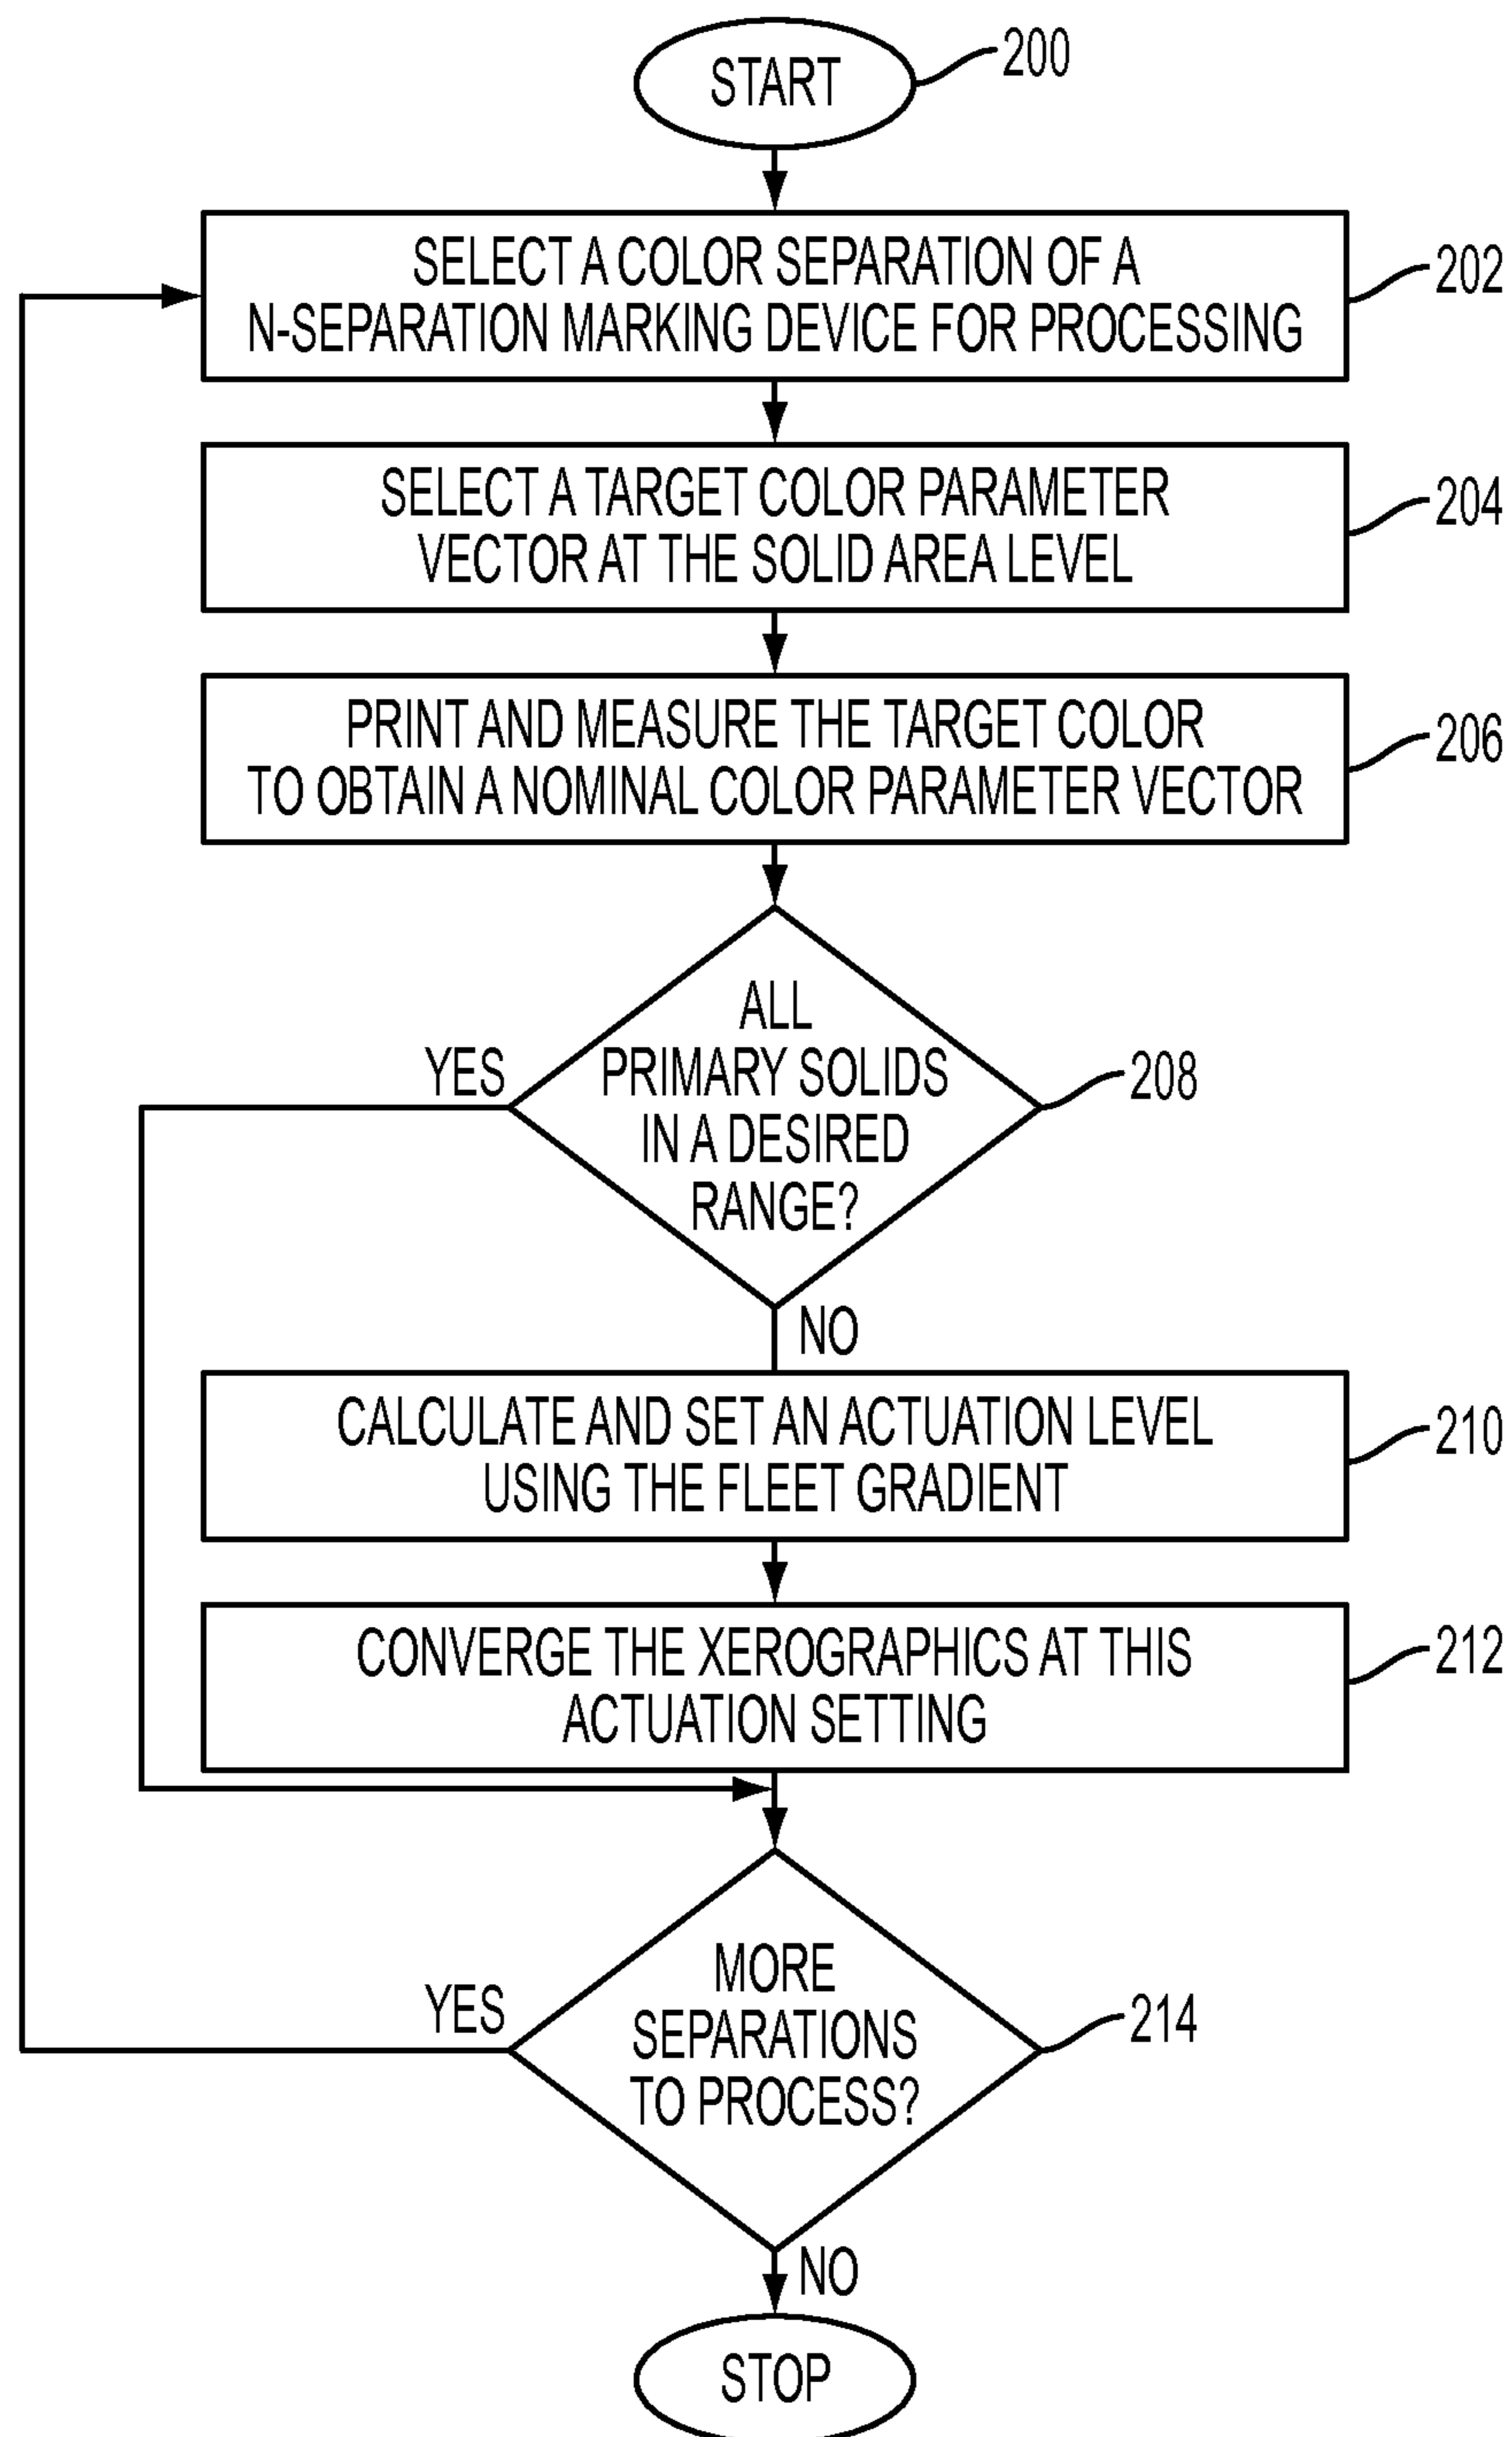 START
200
SELECT A COLOR SEPARATION OF A
N-SEPARATION MARKING DEVICE FOR PROCESSING
202
SELECT A TARGET COLOR PARAMETER
VECTOR AT THE SOLID AREA LEVEL
204
PRINT AND MEASURE THE TARGET COLOR
TO OBTAIN A NOMINAL COLOR PARAMETER VECTOR
206
ALL
PRIMARY SOLIDS
IN A DESIRED
RANGE?
YES
208
NO
CALCULATE AND SET AN ACTUATION LEVEL
USING THE FLEET GRADIENT
210
CONVERGE THE XEROGRAPHICS AT THIS
ACTUATION SETTING
212
MORE
SEPARATIONS
TO PROCESS?
YES
214
NO
STOP